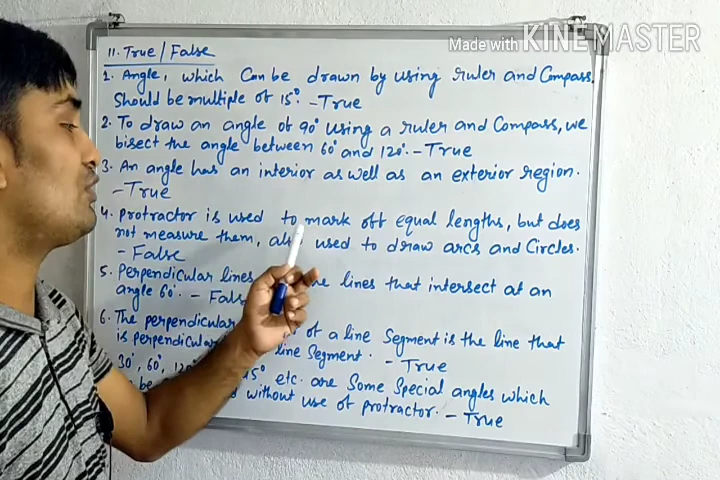 Made with KINEMASTER
11. True/False
1. Angle, which Can be drawn by using ruler and Compass.
Should be multiple of 15°. - True
2. To draw an angle of 90° using a ruler and Compass, we
bisect the angle between 60° and 120°. - True
3. An angle has an interior as well as an exterior region.
- True
4. protractor is used to mark off equal lengths, but does
not measure them, als used to draw arcs and Circles.
- False
5. Perpendicular lines lines that intersect at an
angle 60°. - Fals
6. The perpendicular of a line Segment is the line that
is perpendicul line Segment. - True
30°, 60°, etc. are Some Special angles which
without use of protractor. - True